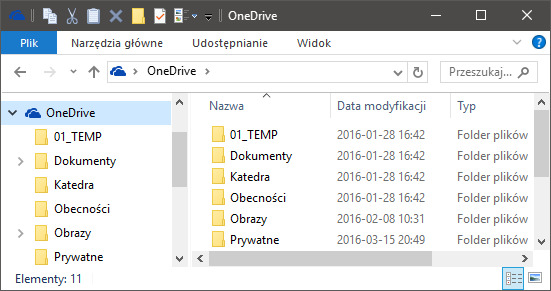 OneDrive
Plik Narzędzia główne Udostępnianie Widok
OneDrive Przeszukaj...
Nazwa Data modyfikacji Typ
OneDrive
01_TEMP
Dokumenty
Katedra
Obecności
Obrazy
Prywatne
01_TEMP 2016-01-28 16:42 Folder plików
Dokumenty 2016-01-28 16:42 Folder plików
Katedra 2016-01-28 16:42 Folder plików
Obecności 2016-01-28 16:42 Folder plików
Obrazy 2016-02-08 10:31 Folder plików
Prywatne 2016-03-15 20:49 Folder plików
Elementy: 11